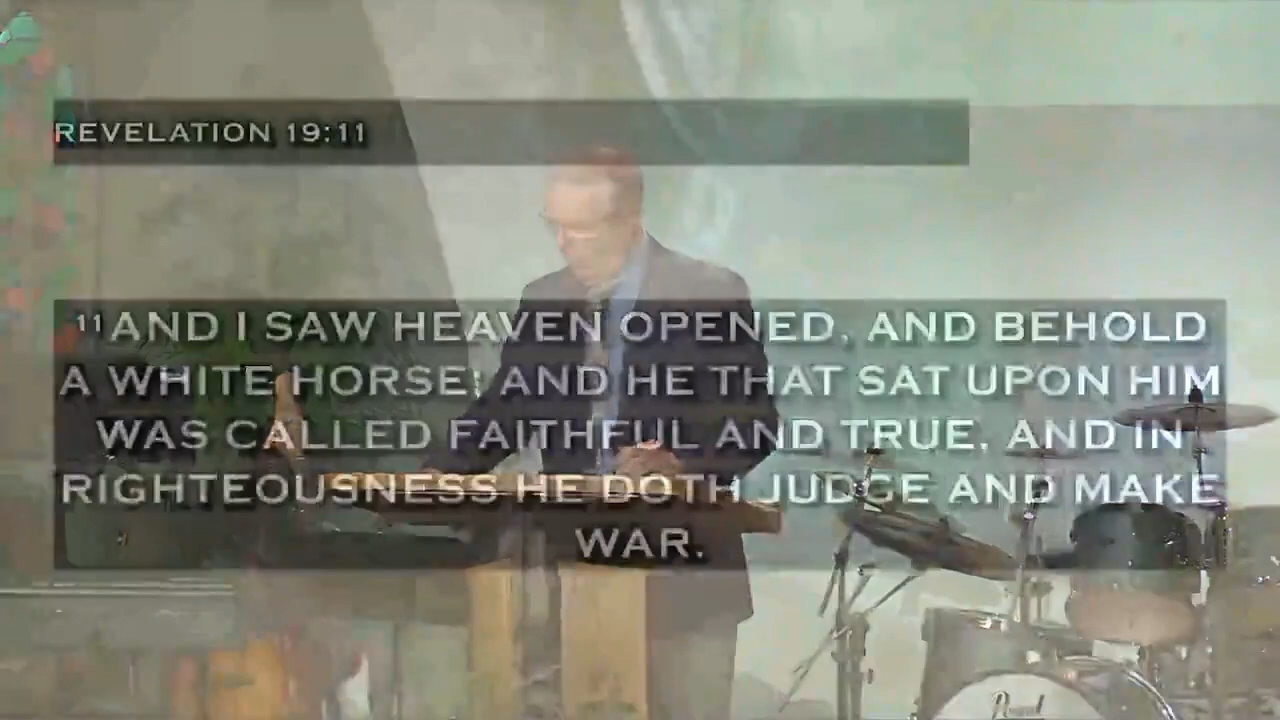 REVELATION 19:11
¹¹AND I SAW HEAVEN OPENED, AND BEHOLD
A WHITE HORSE; AND HE THAT SAT UPON HIM
WAS CALLED FAITHFUL AND TRUE, AND IN
RIGHTEOUSNESS HE DOTH JUDGE AND MAKE
WAR.
Pearl